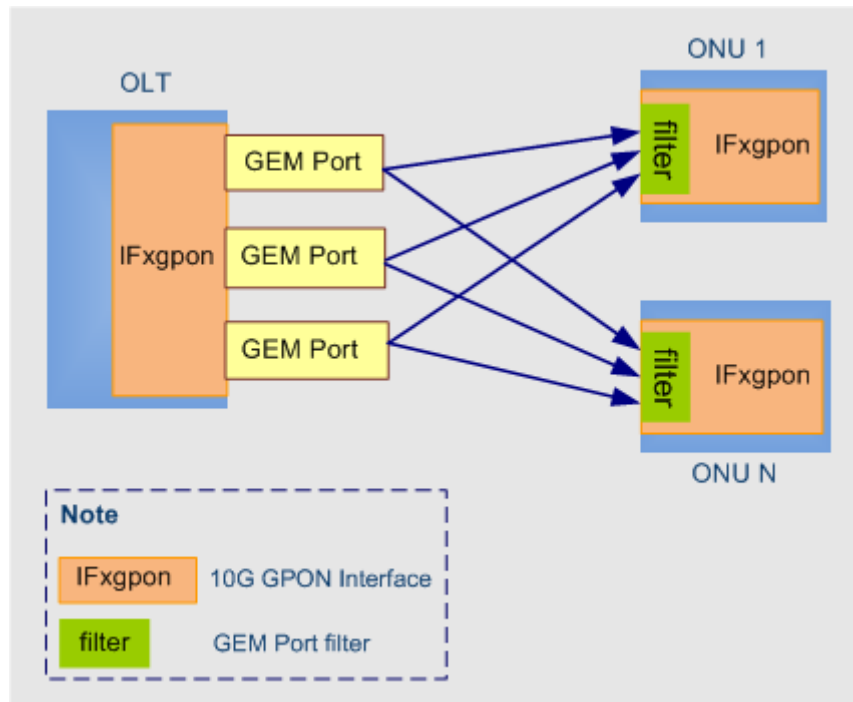 ONU 1
OLT
GEM Port
filter
IFxgpon
IFxgpon
GEM Port
GEM Port
filter
IFxgpon
ONU N
Note
IFxgpon
10G GPON Interface
filter
GEM Port filter